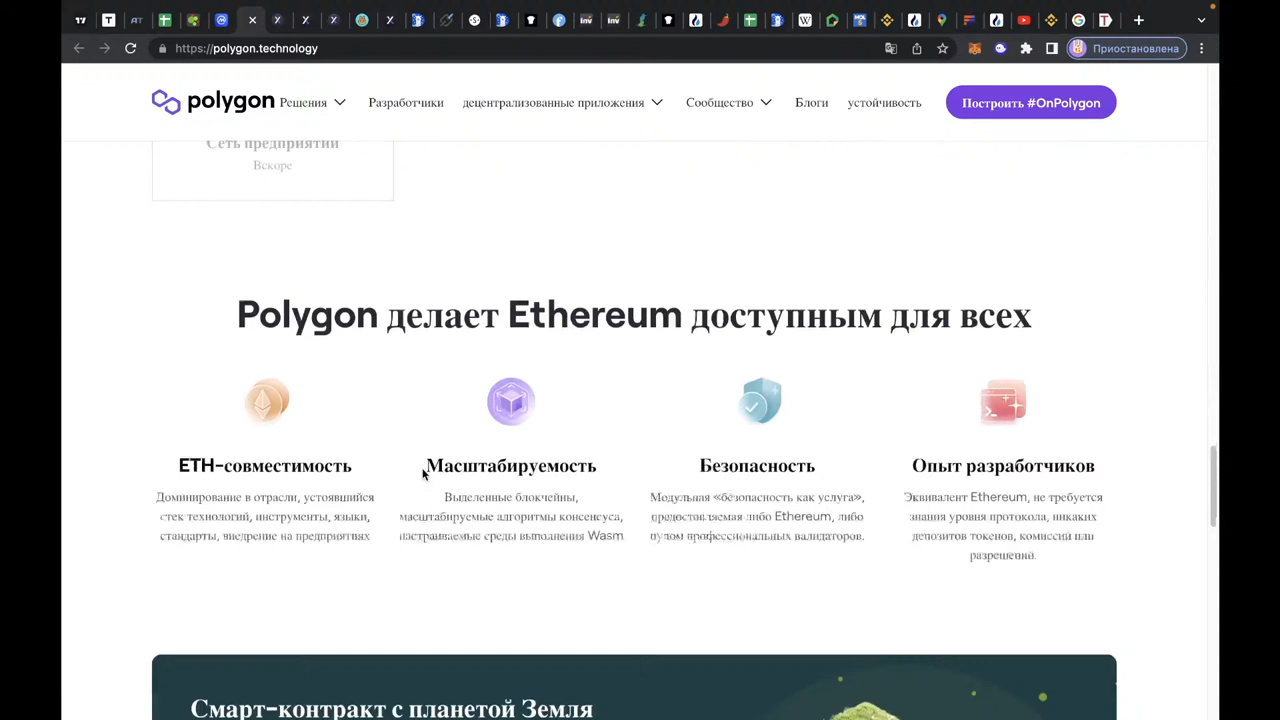 https://polygon.technology
Приостановлена
polygon
Решения
Разработчики
децентрализованные приложения
Сообщество
Блоги
устойчивость
Построить #OnPolygon
Сеть предприятий
Вскоре
Polygon делает Ethereum доступным для всех
ETH-совместимость
Доминирование в отрасли, устоявшийся
стек технологий, инструменты, языки,
стандарты, внедрение на предприятиях
Масштабируемость
Выделенные блокчейны,
масштабируемые алгоритмы консенсуса,
настраиваемые среды выполнения Wasm
Безопасность
Модульная «безопасность как услуга»,
предоставляемая либо Ethereum, либо
пулом профессиональных валидаторов.
Опыт разработчиков
Эквивалент Ethereum, не требуется
знания уровня протокола, никаких
депозитов токенов, комиссий или
разрешений.
Смарт-контракт с планетой Земля